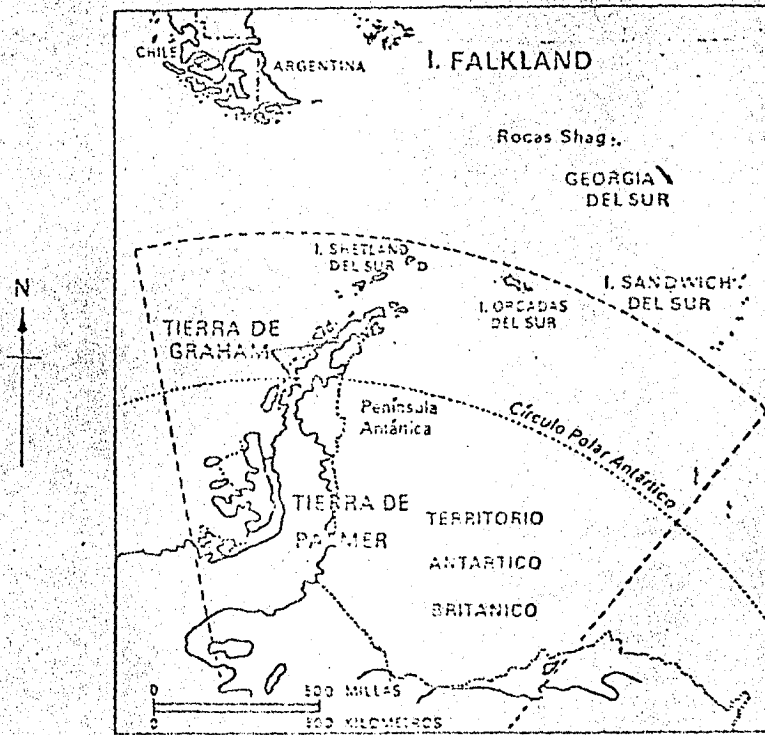 CHILE
ARGENTINA
I. FALKLAND
Rocas Shag
GEORGIA
DEL SUR
I. SHETLAND
DEL SUR
I. ORCADAS
DEL SUR
I. SANDWICH
DEL SUR
N
TIERRA DE
GRAHAM
Península
Antártica
Círculo Polar Antártico
TIERRA DE
PALMER
TERRITORIO
ANTARTICO
BRITANICO
0 500 MILLAS
0 KILOMETROS